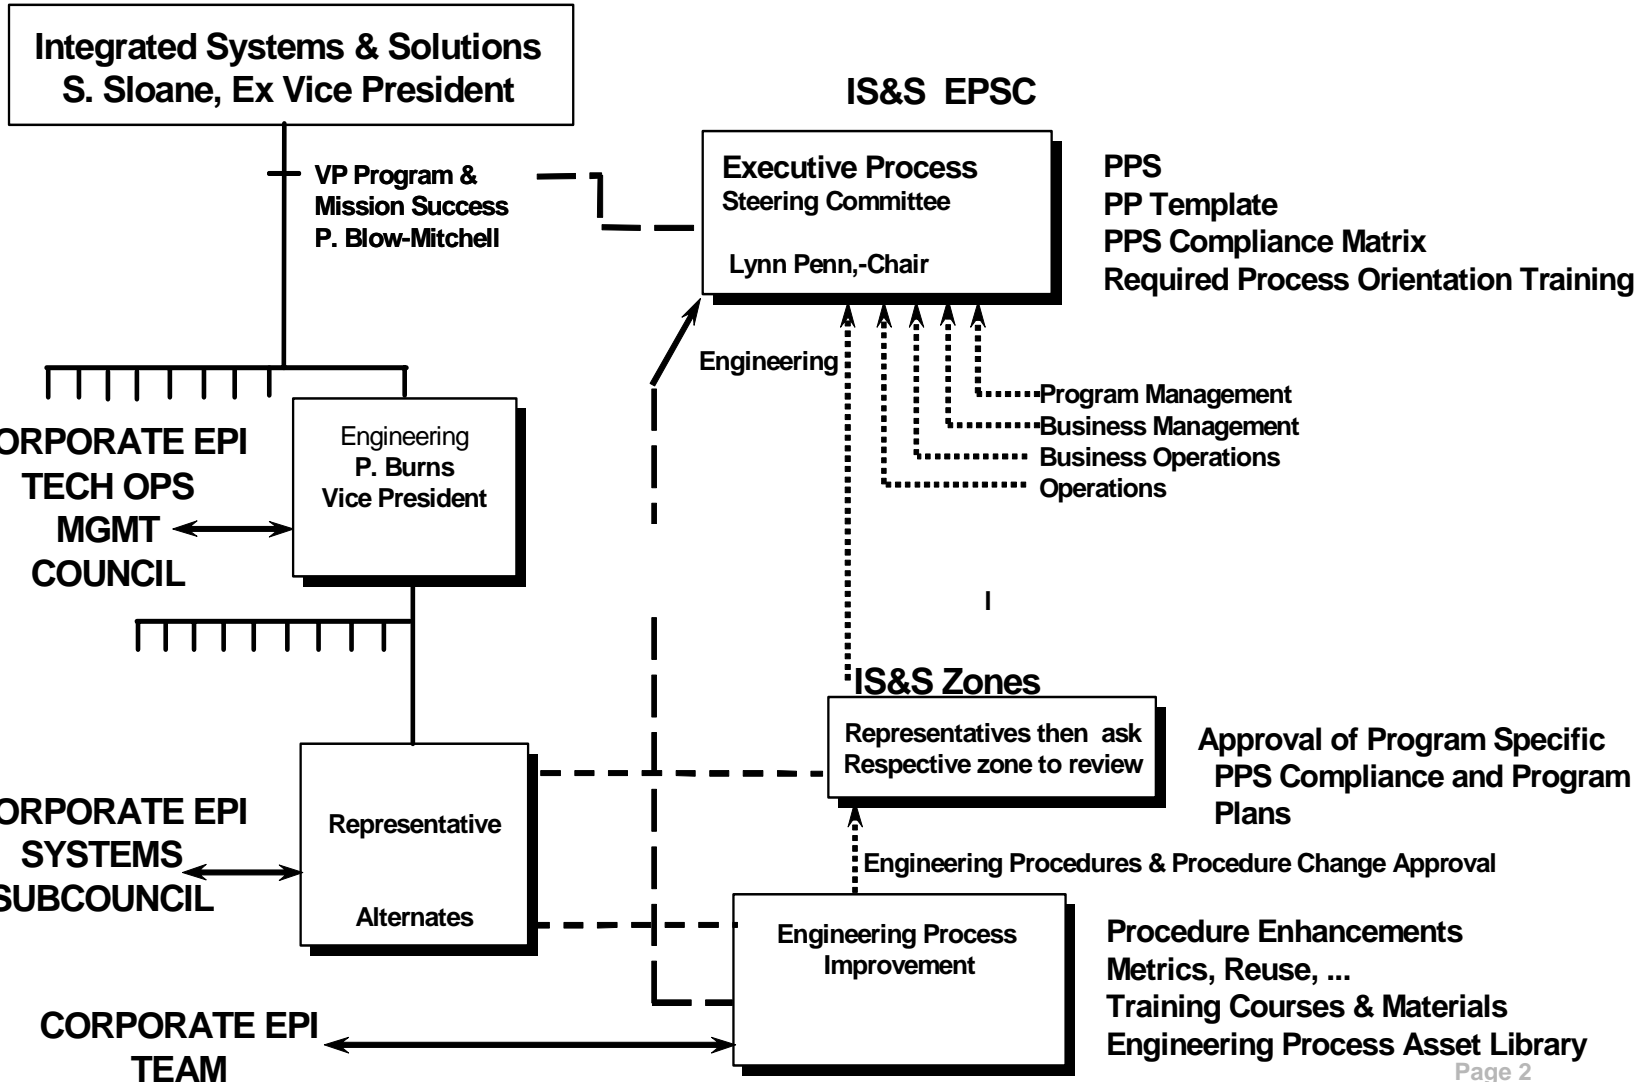 Integrated Systems & Solutions
S. Sloane, Ex Vice President
IS&S EPSC
VP Program &
Mission Success
P. Blow-Mitchell
Executive Process
Steering Committee
Lynn Penn,-Chair
PPS
PP Template
PPS Compliance Matrix
Required Process Orientation Training
Engineering
Program Management
Business Management
Business Operations
Operations
ORPORATE EPI
TECH OPS
MGMT
COUNCIL
Engineering
P. Burns
Vice President
I
IS&S Zones
Representatives then ask
Respective zone to review
Approval of Program Specific
PPS Compliance and Program
Plans
ORPORATE EPI
SYSTEMS
SUBCOUNCIL
Representative
Alternates
Engineering Procedures & Procedure Change Approval
Engineering Process
Improvement
Procedure Enhancements
Metrics, Reuse, ...
Training Courses & Materials
Engineering Process Asset Library
CORPORATE EPI
TEAM
Page 2